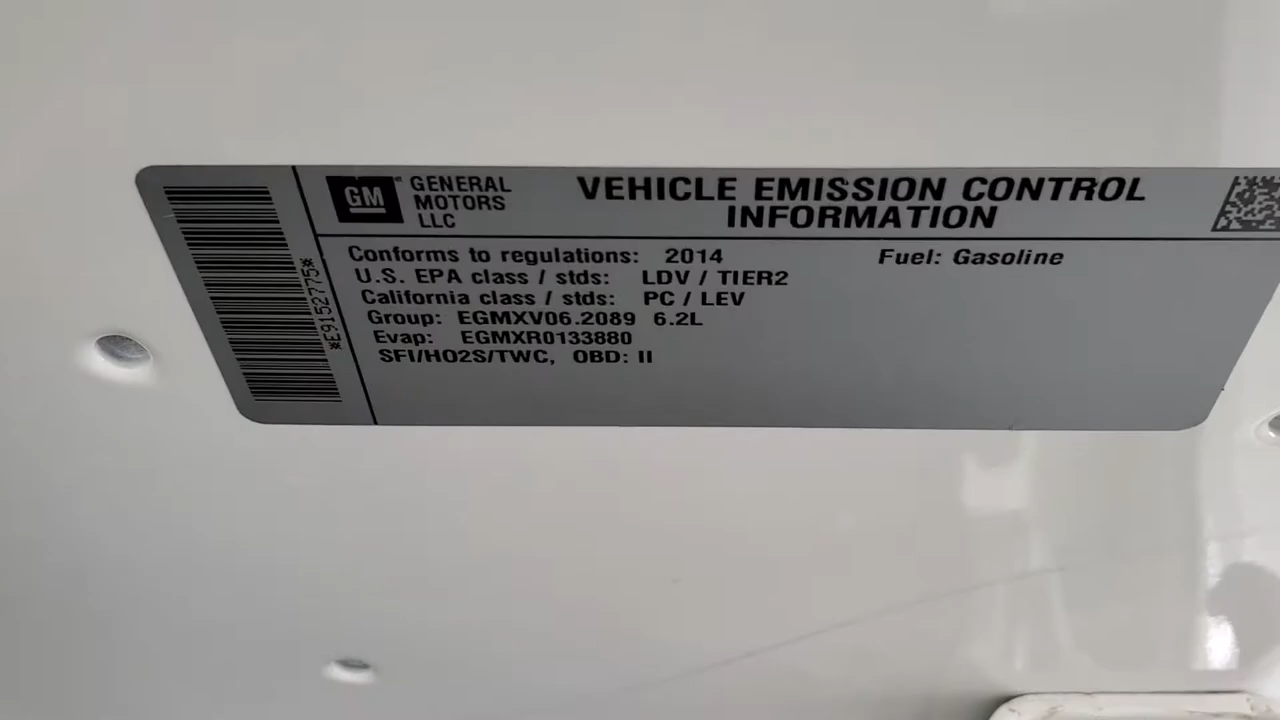 GM
GENERAL
MOTORS
LLC
VEHICLE EMISSION CONTROL
INFORMATION
Conforms to regulations: 2014
Fuel: Gasoline
U.S. EPA class / stds: LDV / TIER2
California class / stds: PC / LEV
Group: EGMXV06.2089 6.2L
Evap: EGMXR0133880
SFI/HO2S/TWC, OBD: II
*E9152775*